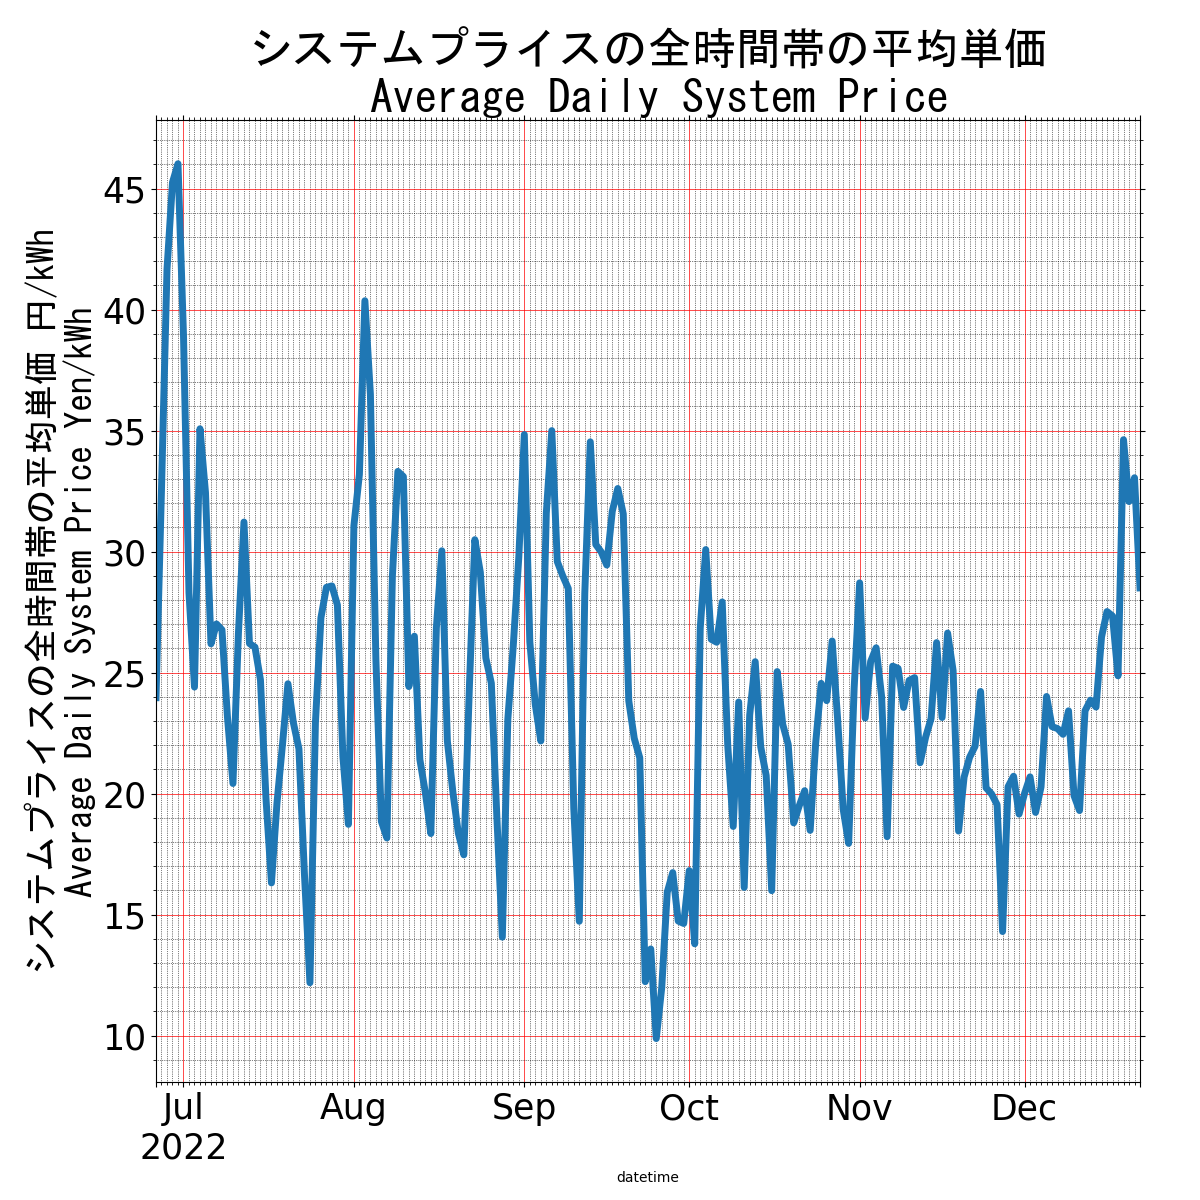 システムプライスの全時間帯の平均単価
Average Daily System Price
システムプライスの全時間帯の平均単価 円/kWh
Average Daily System Price Yen/kWh
45
40
35
30
25
20
15
10
Jul
2022
Aug
Sep
Oct
Nov
Dec
datetime